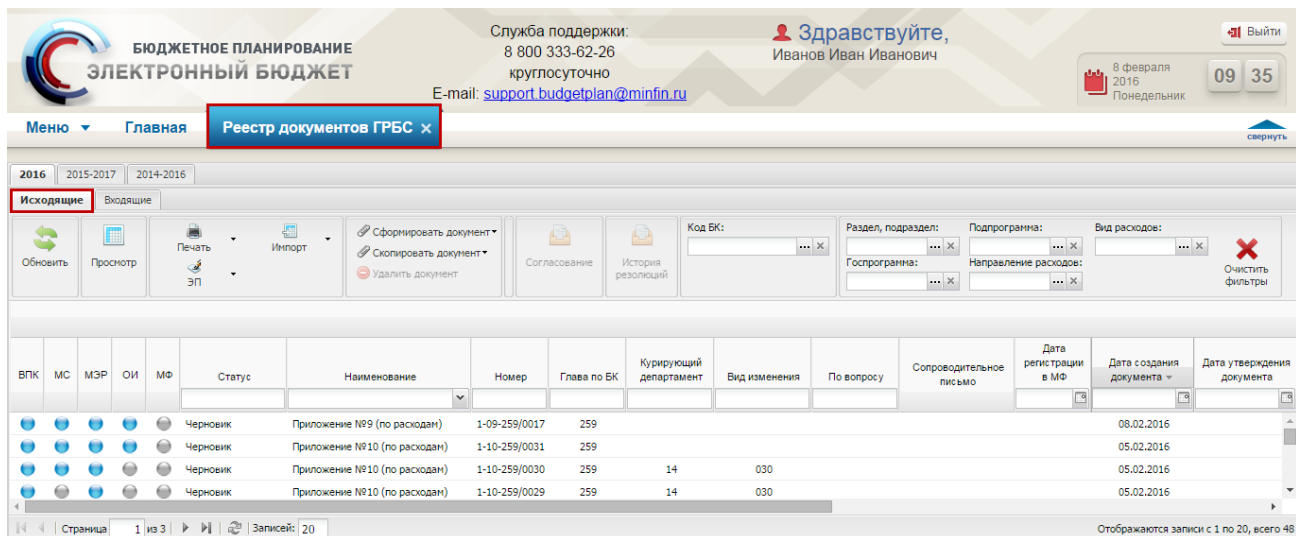 БЮДЖЕТНОЕ ПЛАНИРОВАНИЕ
ЭЛЕКТРОННЫЙ БЮДЖЕТ
Служба поддержки:
8 800 333-62-26
круглосуточно
E-mail: support.budgetplan@minfin.ru
Здравствуйте,
Иванов Иван Иванович
Выйти
8 февраля
2016
Понедельник
09 35
Меню Главная Реестр документов ГРБС ×
свернуть
2016 2015-2017 2014-2016
Исходящие Входящие
Обновить
Просмотр
Печать
ЭП
Импорт
Сформировать документ
Скопировать документ
Удалить документ
Согласование
История
резолюций
Код БК:
Раздел, подраздел:
Госпрограмма:
Подпрограмма:
Направление расходов:
Вид расходов:
Очистить
фильтры
ВПК МС МЭР ОИ МФ Статус Наименование Номер Глава по БК Курирующий департамент Вид изменения По вопросу Сопроводительное письмо Дата регистрации в МФ Дата создания документа Дата утверждения документа
Черновик Приложение №9 (по расходам) 1-09-259/0017 259 08.02.2016
Черновик Приложение №10 (по расходам) 1-10-259/0031 259 05.02.2016
Черновик Приложение №10 (по расходам) 1-10-259/0030 259 14 030 05.02.2016
Черновик Приложение №10 (по расходам) 1-10-259/0029 259 14 030 05.02.2016
Страница 1 из 3 Записей: 20 Отображаются записи с 1 по 20, всего 48